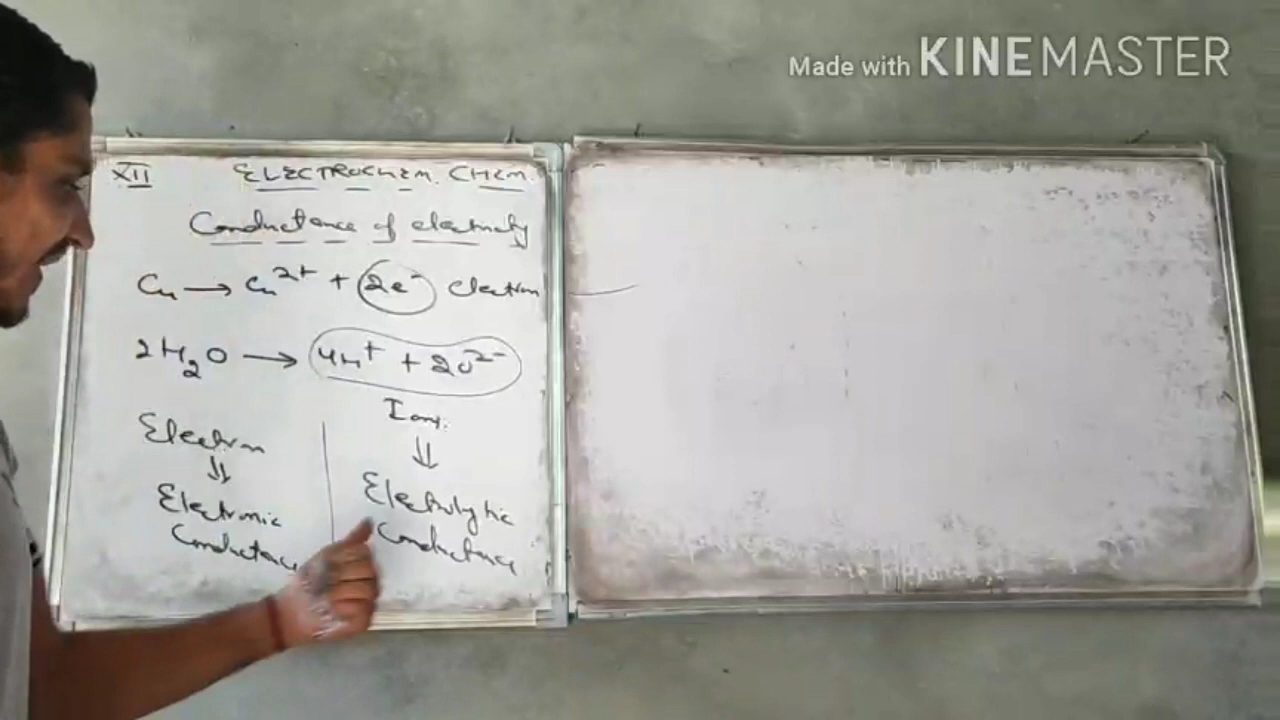 Made with KINEMASTER
XII ELECTROCHEM. CHEM.
Conductance of electricity
Cu → Cu²⁺ + 2e⁻ electron
2H₂O → 4H⁺ + 2O²⁻
Ions.
Electron
⇓ ⇓
Electronic Electrolytic
Conductance Conductance